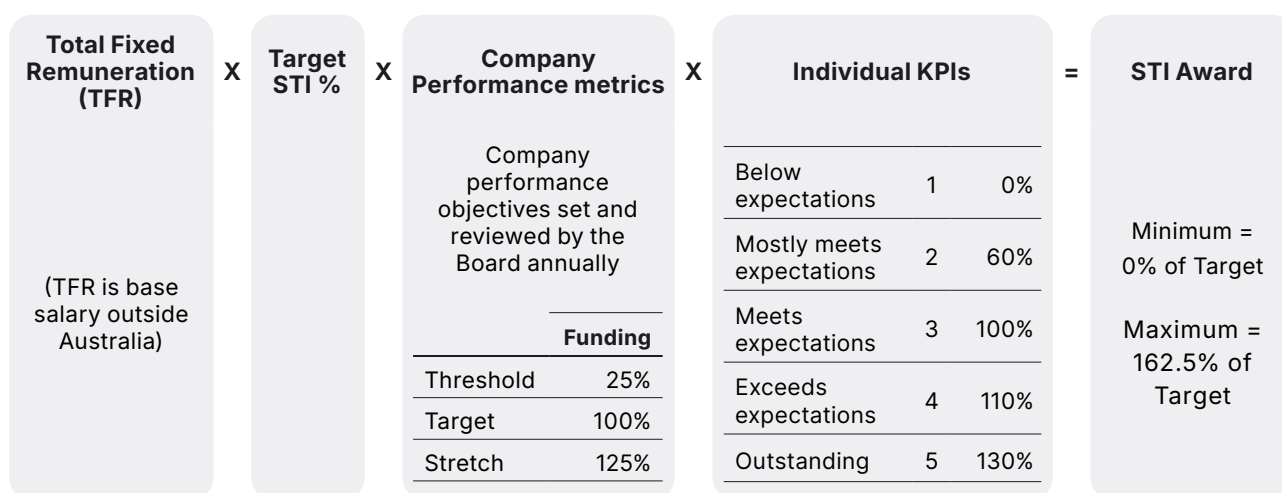 Total Fixed
Remuneration
(TFR)
X
Target
STI %
X
Company
Performance metrics
X
Individual KPIs
=
STI Award
(TFR is base
salary outside
Australia)
Company
performance
objectives set and
reviewed by the
Board annually
Funding
Threshold 25%
Target 100%
Stretch 125%
Below
expectations 1 0%
Mostly meets
expectations 2 60%
Meets
expectations 3 100%
Exceeds
expectations 4 110%
Outstanding 5 130%
Minimum =
0% of Target
Maximum =
162.5% of
Target